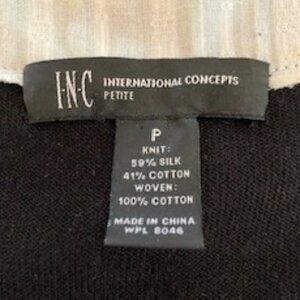 I·N·C INTERNATIONAL CONCEPTS
PETITE
P
KNIT:
59% SILK
41% COTTON
WOVEN:
100% COTTON
MADE IN CHINA
WPL 8046